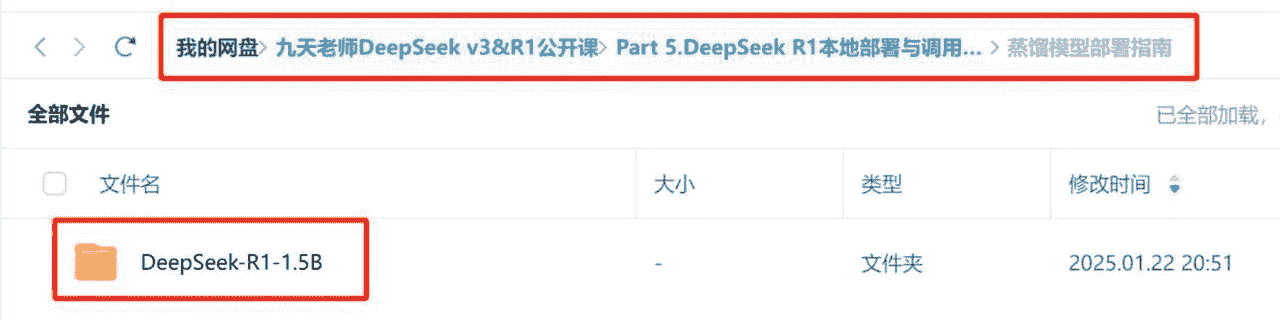 我的网盘> 九天老师DeepSeek v3&R1公开课> Part 5.DeepSeek R1本地部署与调用... > 蒸馏模型部署指南
全部文件 已全部加载，
文件名 大小 类型 修改时间
DeepSeek-R1-1.5B - 文件夹 2025.01.22 20:51